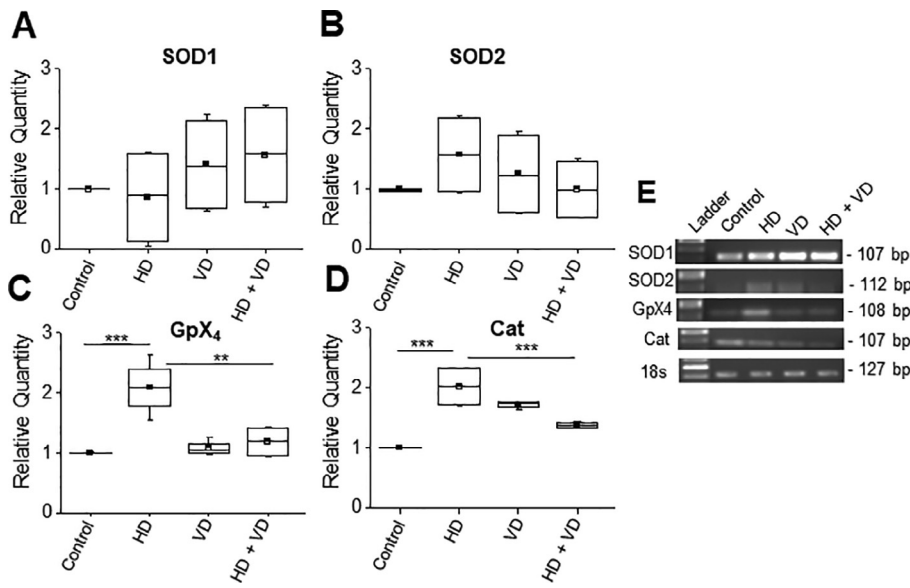 A
SOD1
Relative Quantity
3
2
1
0
Control
HD
VD
HD + VD
B
SOD2
Relative Quantity
3
2
1
0
Control
HD
VD
HD + VD
C
GpX4
Relative Quantity
3
2
1
0
***
**
Control
HD
VD
HD + VD
D
Cat
Relative Quantity
3
2
1
0
***
***
Control
HD
VD
HD + VD
E
Ladder
Control
HD
VD
HD + VD
SOD1 - 107 bp
SOD2 - 112 bp
GpX4 - 108 bp
Cat - 107 bp
18s - 127 bp